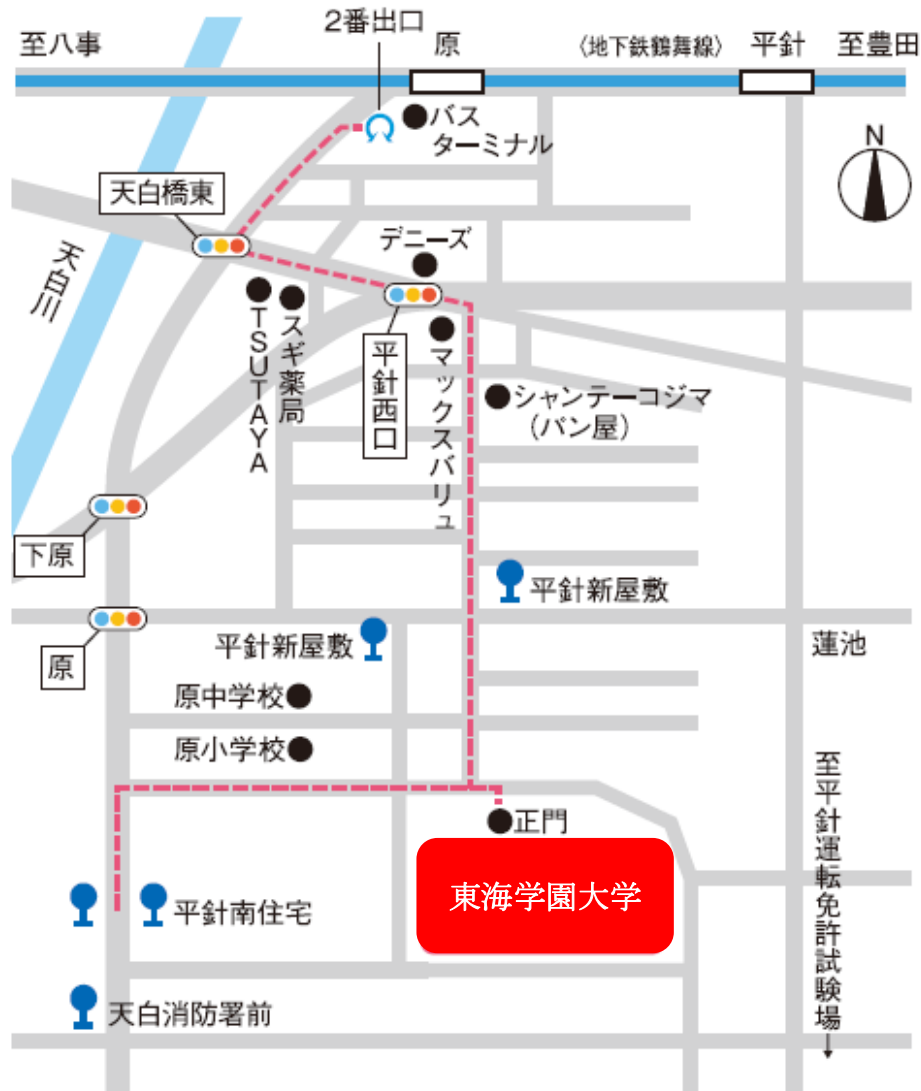 2番出口
至八事
原
〈地下鉄鶴舞線〉
平針
至豊田
バス
ターミナル
N
天白橋東
天白川
デニーズ
TSUTAYA
スギ薬局
平針西口
マックスバリュ
シャンテーコジマ
（パン屋）
下原
平針新屋敷
原
平針新屋敷
蓮池
原中学校
原小学校
至平針運転免許試験場
正門
東海学園大学
平針南住宅
天白消防署前